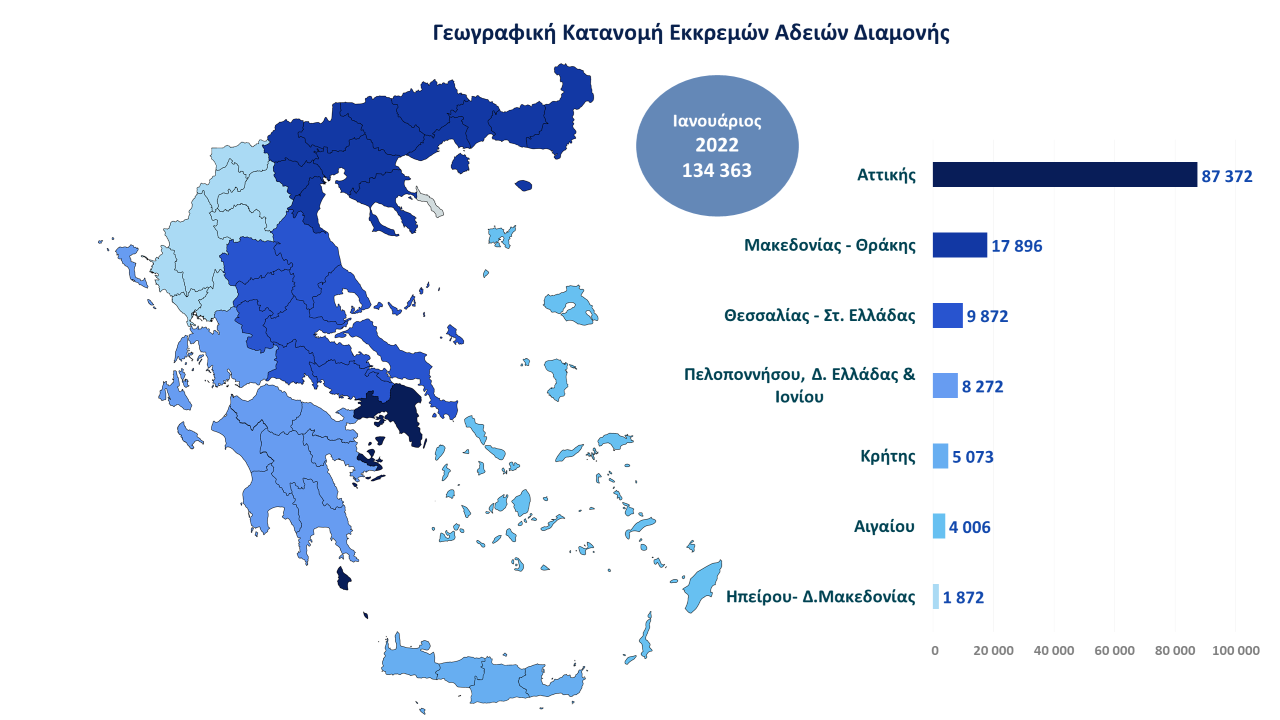 Γεωγραφική Κατανομή Εκκρεμών Αδειών Διαμονής
Ιανουάριος
2022
134 363
Αττικής
87 372
Μακεδονίας - Θράκης
17 896
Θεσσαλίας - Στ. Ελλάδας
9 872
Πελοποννήσου, Δ. Ελλάδας &
Ιονίου
8 272
Κρήτης
5 073
Αιγαίου
4 006
Ηπείρου- Δ.Μακεδονίας
1 872
0 20 000 40 000 60 000 80 000 100 000